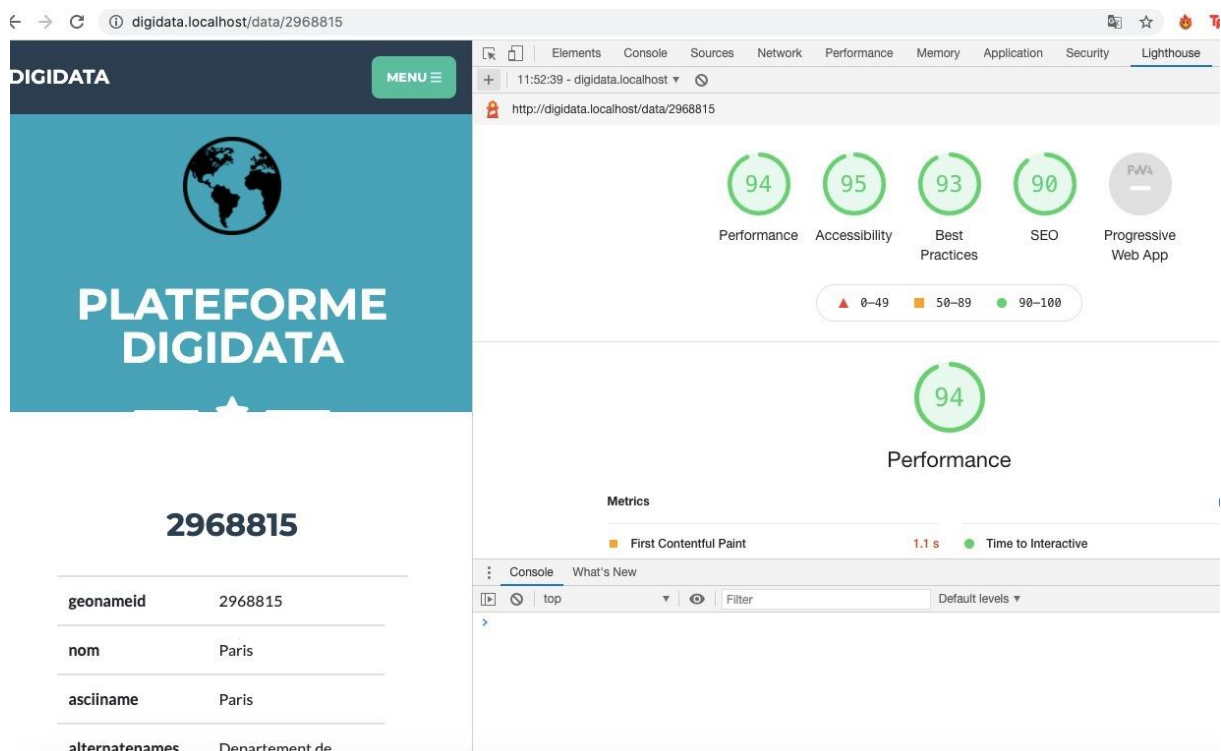 digidata.localhost/data/2968815
DIGIDATA
MENU
PLATEFORME
DIGIDATA
2968815
geonameid 2968815
nom Paris
asciiname Paris
alternatenames Departement de
Elements Console Sources Network Performance Memory Application Security Lighthouse
+ 11:52:39 - digidata.localhost ▾
http://digidata.localhost/data/2968815
94 95 93 90 PWA
Performance Accessibility Best Practices SEO Progressive Web App
0–49 50–89 90–100
94
Performance
Metrics
First Contentful Paint 1.1 s Time to Interactive
Console What's New
top ▾ Filter Default levels ▾
>